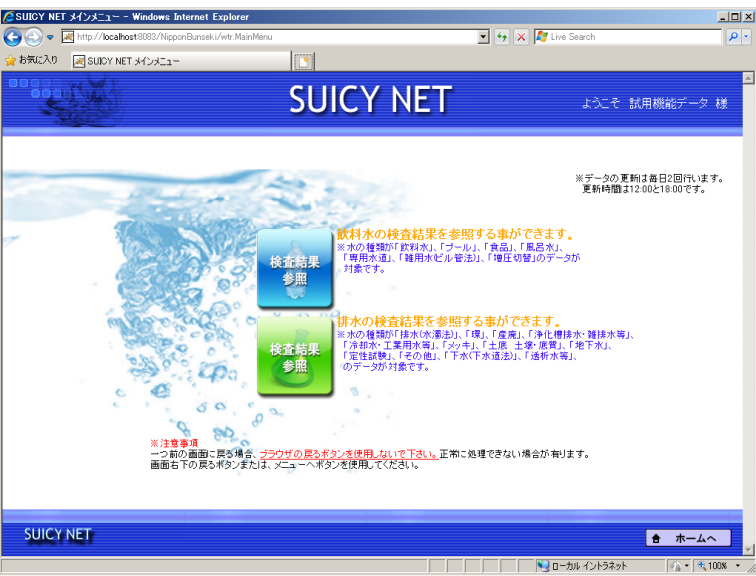 SUICY NET メインメニュー - Windows Internet Explorer
http://localhost:8083/NipponBunseki/wtr.MainMenu
Live Search
お気に入り
SUICY NET メインメニュー
SUICY NET
ようこそ 試用機能データ 様
※データの更新は毎日2回行います。
更新時間は12:00と18:00です。
検査結果
参照
飲料水の検査結果を参照する事ができます。
※水の種類が「飲料水」、「プール」、「食品」、「風呂水」、
「専用水道」、「雑用水(ビル管法)」、「増圧切替」のデータが
対象です。
検査結果
参照
排水の検査結果を参照する事ができます。
※水の種類が「排水(水濁法)」、「環」、「産廃」、「浄化槽排水・雑排水等」、
「冷却水・工業用水等」、「メッキ」、「土底 土壌・底質」、「地下水」、
「定性試験」、「その他」、「下水(下水道法)」、「透析水等」、
のデータが対象です。
※注意事項
一つ前の画面に戻る場合、ブラウザの戻るボタンを使用しないで下さい。正常に処理できない場合が有ります。
画面右下の戻るボタンまたは、メニューへボタンを使用してください。
SUICY NET
ホームへ
ローカル イントラネット
100%